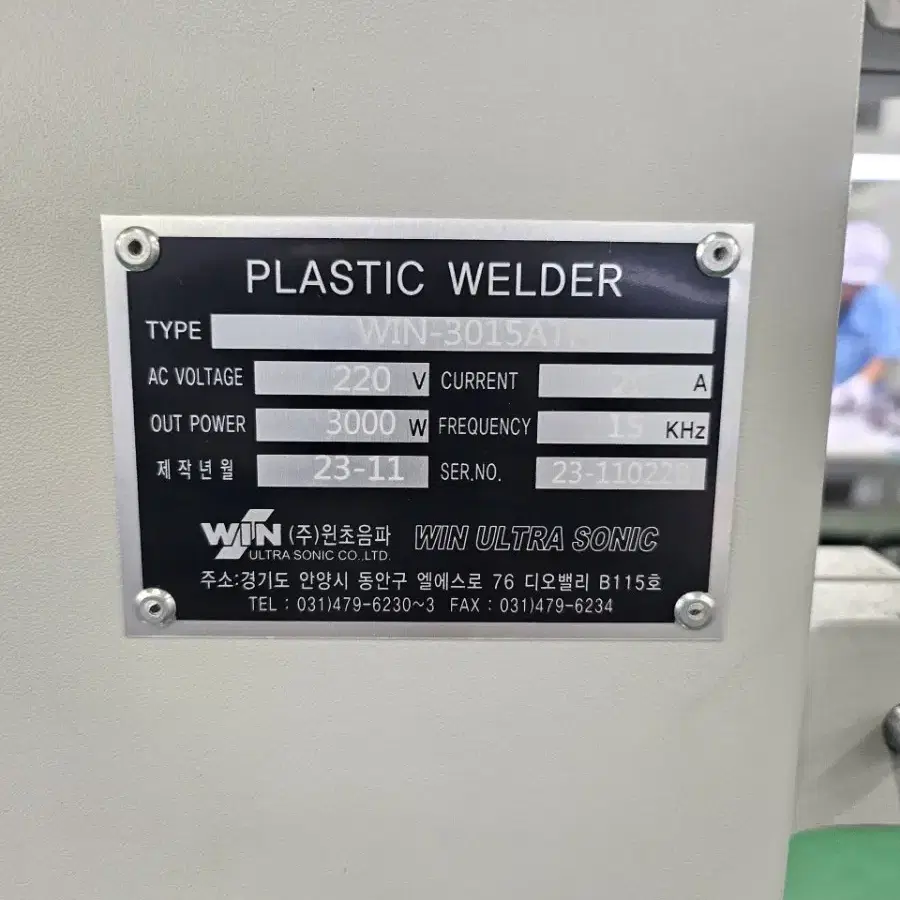 PLASTIC WELDER
TYPE
AC VOLTAGE 220 V CURRENT A
OUT POWER 3000 W FREQUENCY 15 KHz
제작년월 23-11 SER.NO.
WIN (주)윈초음파 WIN ULTRA SONIC
ULTRA SONIC CO.,LTD.
주소:경기도 안양시 동안구 엘에스로 76 디오밸리 B115호
TEL : 031)479-6230~3 FAX : 031)479-6234